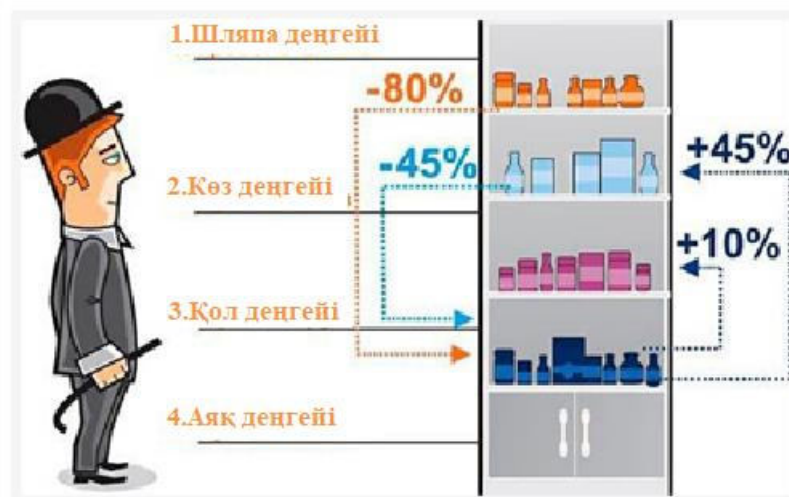 1.Шляпа деңгейі
-80%
-45%
+45%
2.Көз деңгейі
+10%
3.Қол деңгейі
4.Аяқ деңгейі